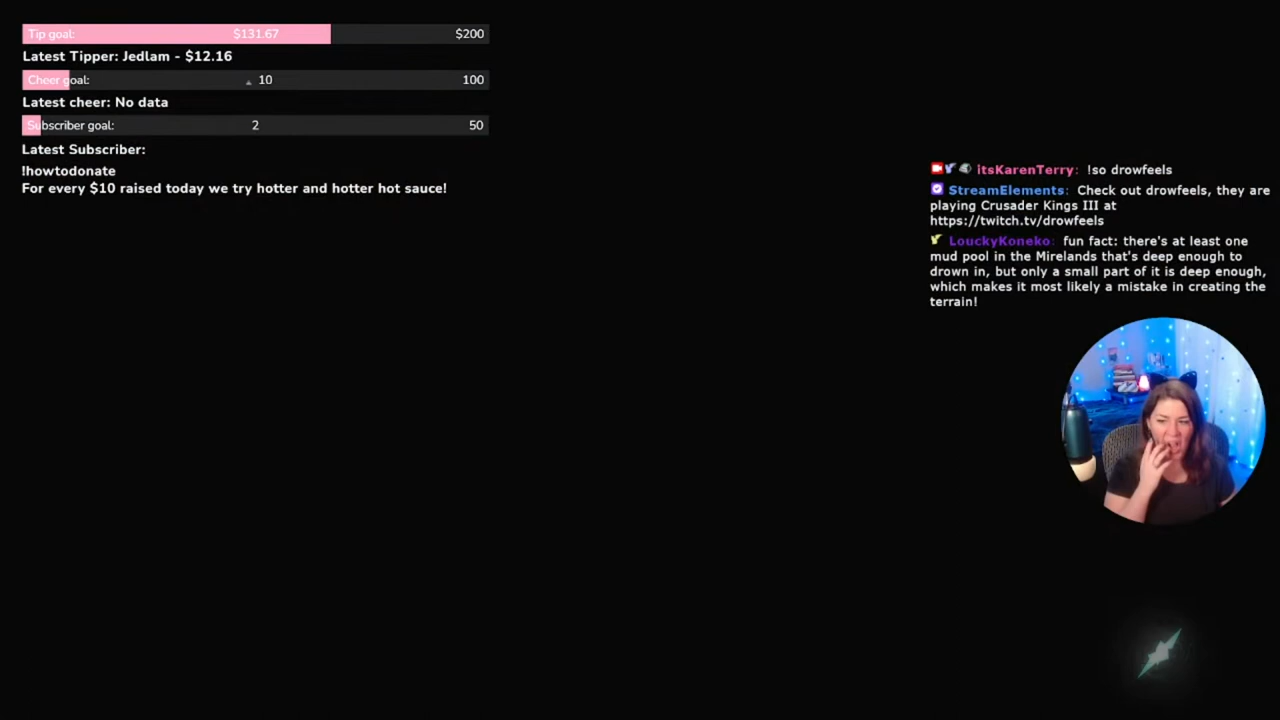 Tip goal: $131.67 $200
Latest Tipper: Jedlam - $12.16
Cheer goal: 10 100
Latest cheer: No data
Subscriber goal: 2 50
Latest Subscriber:
!howtodonate
For every $10 raised today we try hotter and hotter hot sauce!
itsKarenTerry: !so drowfeels
StreamElements: Check out drowfeels, they are
playing Crusader Kings III at
https://twitch.tv/drowfeels
LouckyKoneko: fun fact: there's at least one
mud pool in the Mirelands that's deep enough to
drown in, but only a small part of it is deep enough,
which makes it most likely a mistake in creating the
terrain!